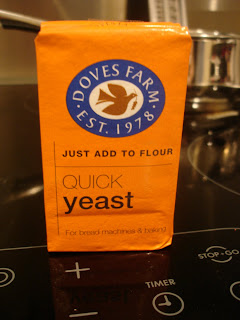 DOVES FARM
EST. 1978
JUST ADD TO FLOUR
QUICK
yeast
For bread machines & baking
STOP·GO
TIMER